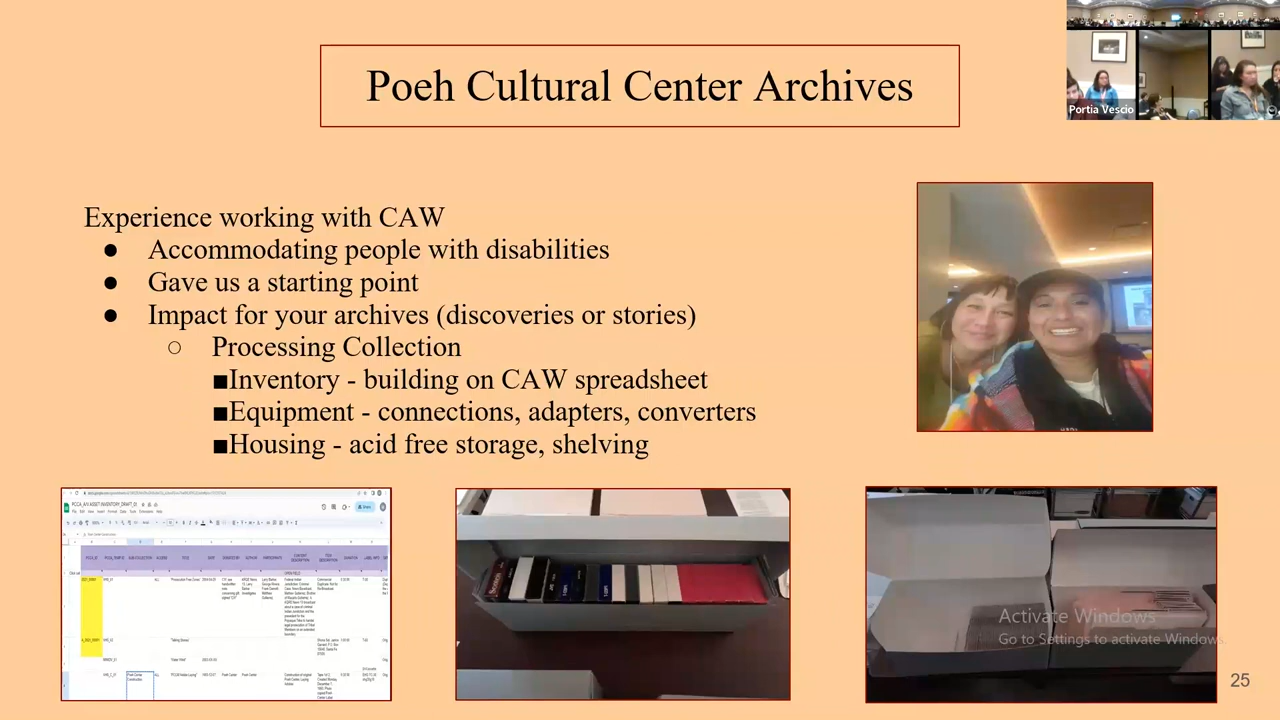 Poeh Cultural Center Archives
Portia Vescio
Experience working with CAW
● Accommodating people with disabilities
● Gave us a starting point
● Impact for your archives (discoveries or stories)
○ Processing Collection
■Inventory - building on CAW spreadsheet
■Equipment - connections, adapters, converters
■Housing - acid free storage, shelving
Activate Windows
Go to Settings to activate Windows.
25